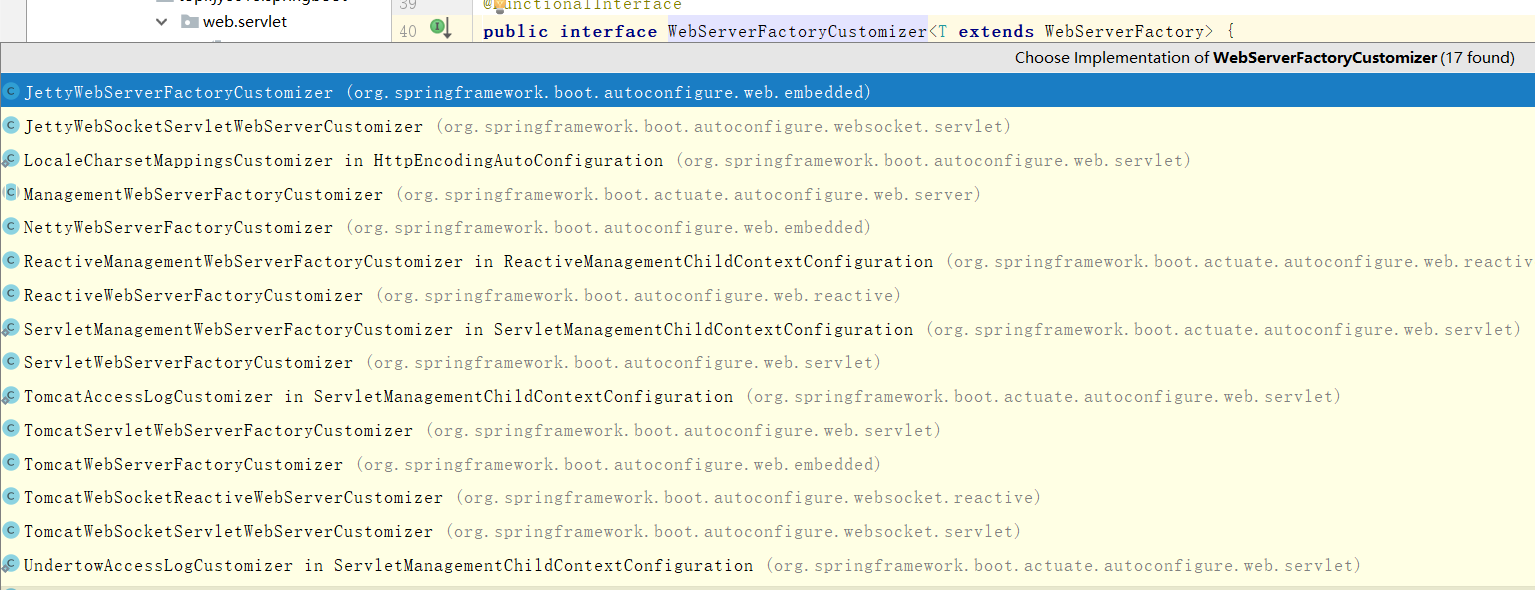 39 @FunctionalInterface
web.servlet
40 public interface WebServerFactoryCustomizer<T extends WebServerFactory> {
Choose Implementation of WebServerFactoryCustomizer (17 found)
JettyWebServerFactoryCustomizer (org.springframework.boot.autoconfigure.web.embedded)
JettyWebSocketServletWebServerCustomizer (org.springframework.boot.autoconfigure.websocket.servlet)
LocaleCharsetMappingsCustomizer in HttpEncodingAutoConfiguration (org.springframework.boot.autoconfigure.web.servlet)
ManagementWebServerFactoryCustomizer (org.springframework.boot.actuate.autoconfigure.web.server)
NettyWebServerFactoryCustomizer (org.springframework.boot.autoconfigure.web.embedded)
ReactiveManagementWebServerFactoryCustomizer in ReactiveManagementChildContextConfiguration (org.springframework.boot.actuate.autoconfigure.web.reactiv
ReactiveWebServerFactoryCustomizer (org.springframework.boot.autoconfigure.web.reactive)
ServletManagementWebServerFactoryCustomizer in ServletManagementChildContextConfiguration (org.springframework.boot.actuate.autoconfigure.web.servlet)
ServletWebServerFactoryCustomizer (org.springframework.boot.autoconfigure.web.servlet)
TomcatAccessLogCustomizer in ServletManagementChildContextConfiguration (org.springframework.boot.actuate.autoconfigure.web.servlet)
TomcatServletWebServerFactoryCustomizer (org.springframework.boot.autoconfigure.web.servlet)
TomcatWebServerFactoryCustomizer (org.springframework.boot.autoconfigure.web.embedded)
TomcatWebSocketReactiveWebServerCustomizer (org.springframework.boot.autoconfigure.websocket.reactive)
TomcatWebSocketServletWebServerCustomizer (org.springframework.boot.autoconfigure.websocket.servlet)
UndertowAccessLogCustomizer in ServletManagementChildContextConfiguration (org.springframework.boot.actuate.autoconfigure.web.servlet)